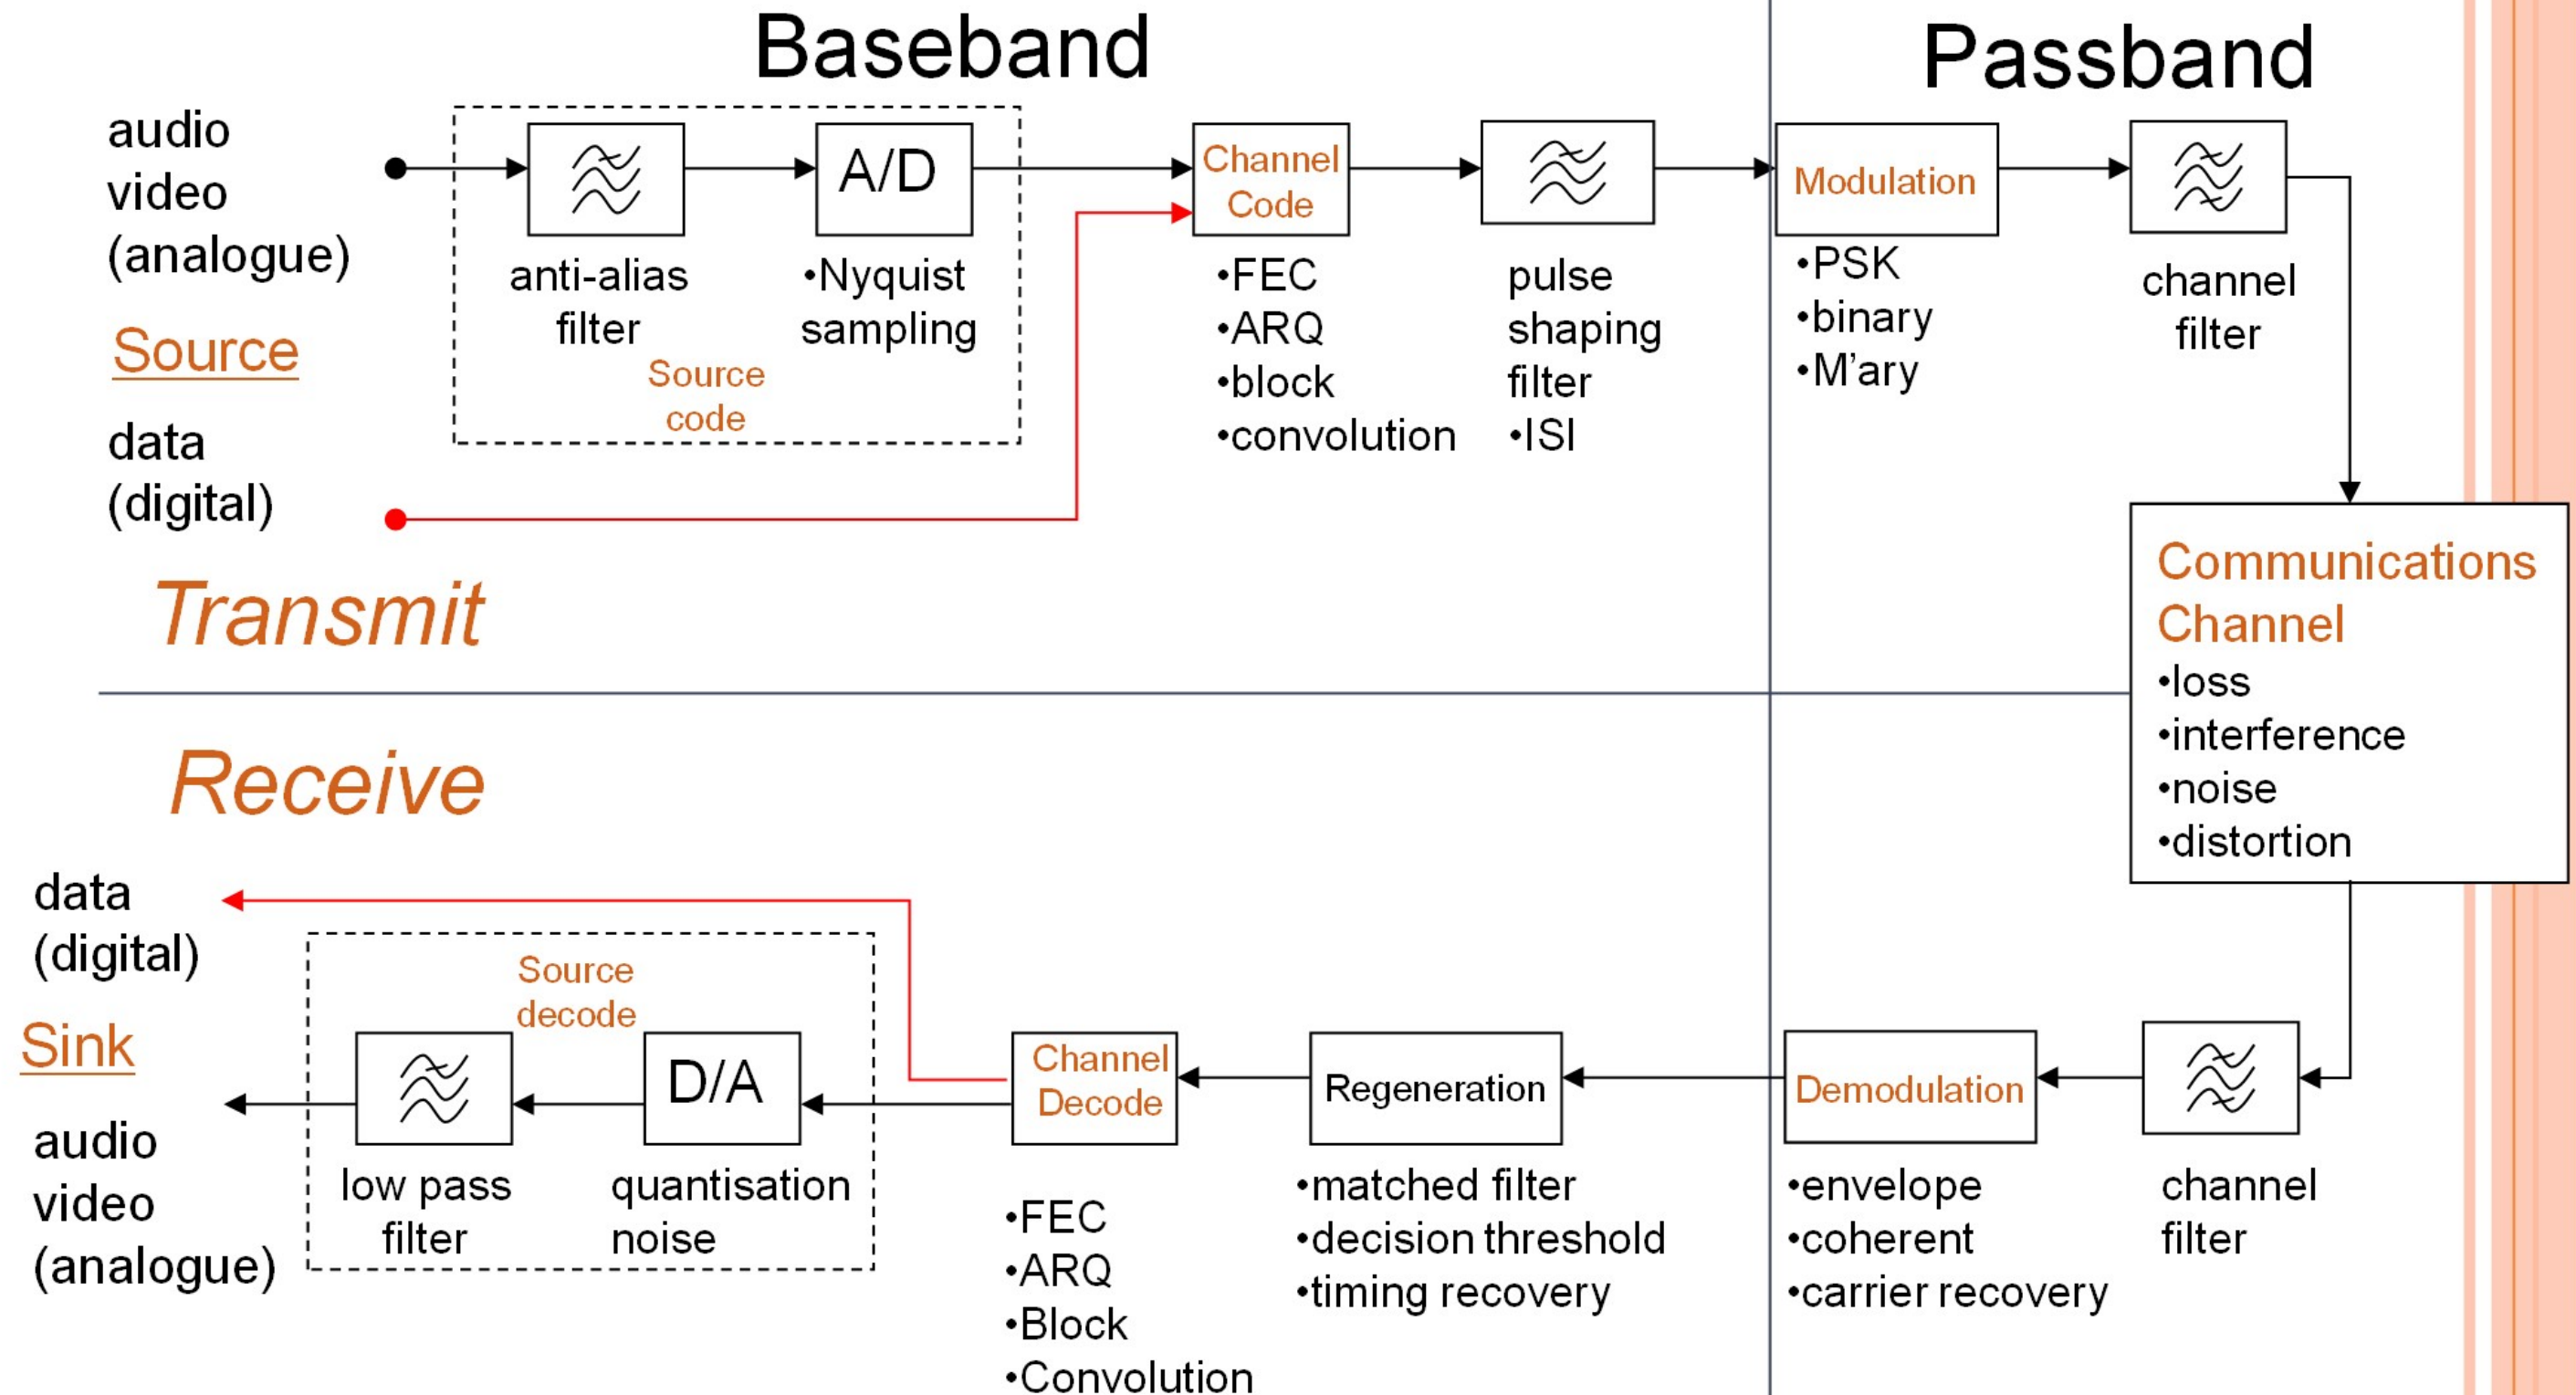 Baseband
Passband
audio
video
(analogue)
Source
data
(digital)
A/D
anti-alias
filter
•Nyquist
sampling
Source
code
Channel
Code
•FEC
•ARQ
•block
•convolution
pulse
shaping
filter
•ISI
Modulation
•PSK
•binary
•M'ary
channel
filter
Transmit
Communications
Channel
•loss
•interference
•noise
•distortion
Receive
data
(digital)
Sink
audio
video
(analogue)
Source
decode
D/A
low pass
filter
quantisation
noise
Channel
Decode
•FEC
•ARQ
•Block
•Convolution
Regeneration
•matched filter
•decision threshold
•timing recovery
Demodulation
•envelope
•coherent
•carrier recovery
channel
filter